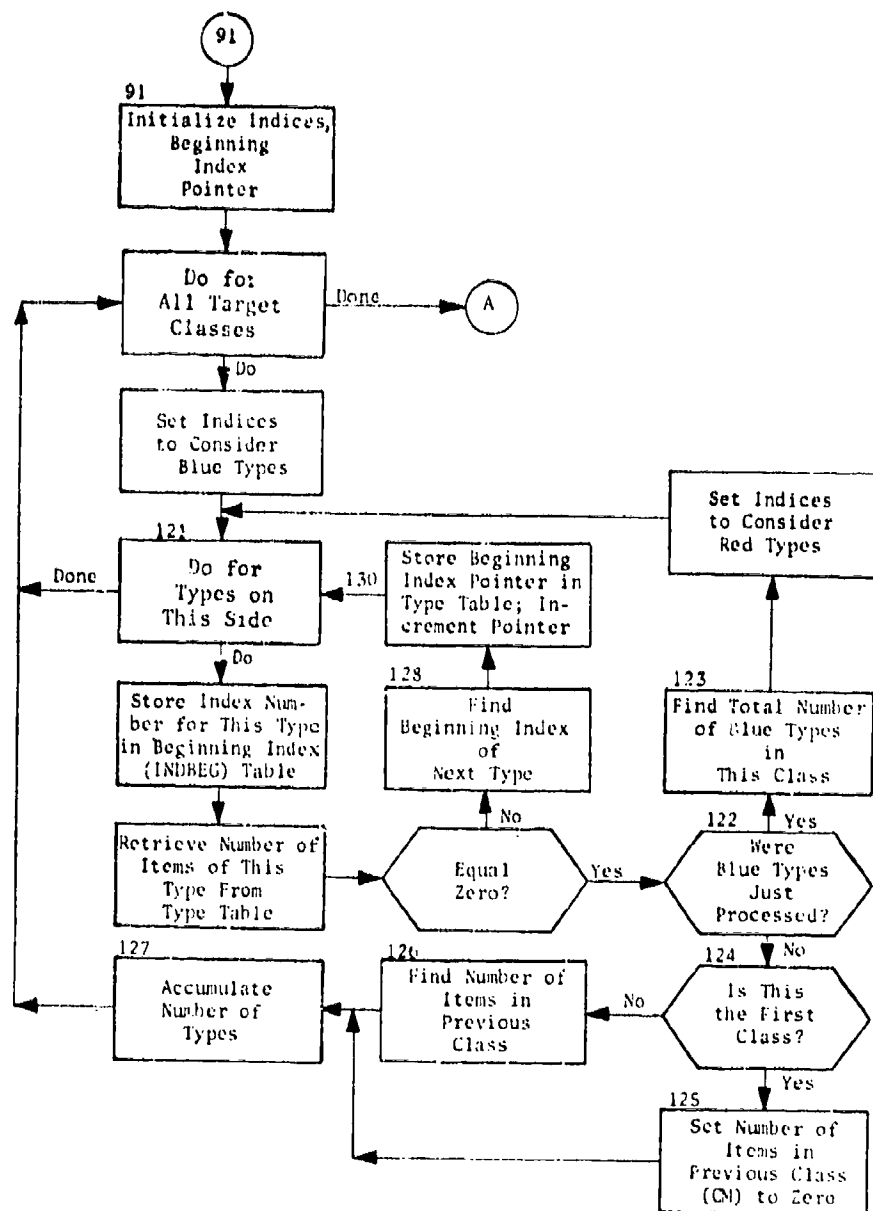 91
91
Initialize Indices,
Beginning
Index
Pointer
Do for
All Target
Classes
Done
A
Do
Set Indices
to Consider
Blue Types
Set Indices
to Consider
Red Types
121
Do for
Types on
This Side
Done
130
Store Beginning
Index Pointer in
Type Table; In-
crement Pointer
Do
Store Index Num-
ber for This Type
in Beginning Index
(INDBEG) Table
128
Find
Beginning Index
of
Next Type
123
Find Total Number
of Blue Types
in
This Class
No
122
Yes
Retrieve Number of
Items of This
Type From
Type Table
Equal
Zero?
Yes
Were
Blue Types
Just
Processed?
No
127
Accumulate
Number of
Types
126
Find Number of
Items in
Previous
Class
No
124
Is This
the First
Class?
Yes
125
Set Number of
Items in
Previous Class
(CM) to Zero